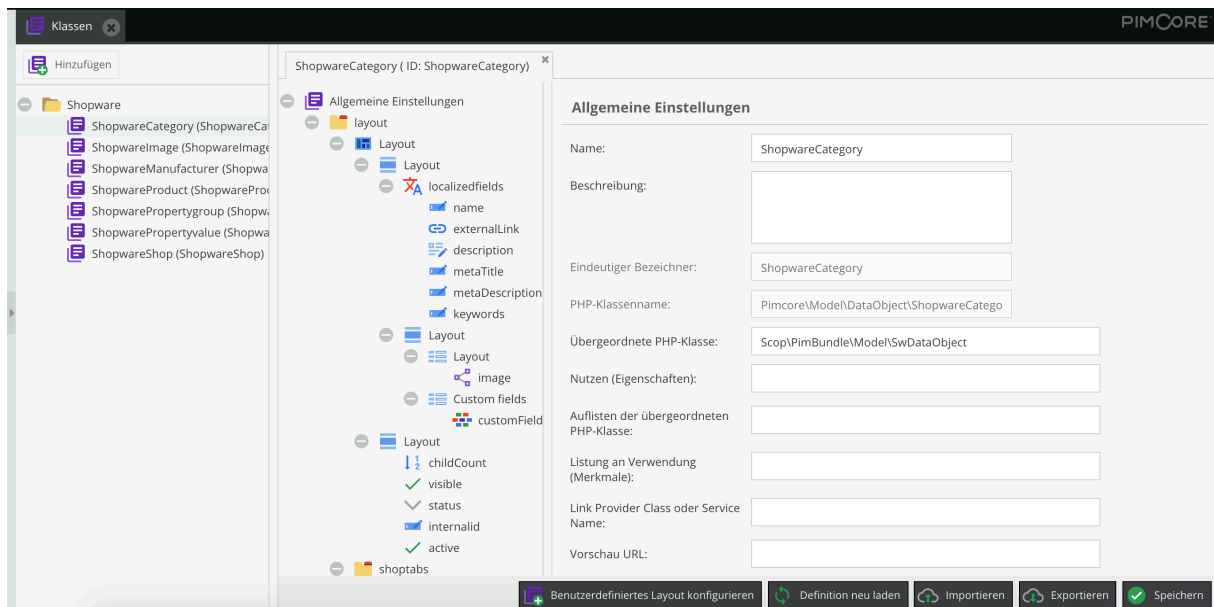 Klassen
PIMCORE
Hinzufügen
Shopware
ShopwareCategory (ShopwareCat
ShopwareImage (ShopwareImage
ShopwareManufacturer (Shopwa
ShopwareProduct (ShopwareProd
ShopwarePropertygroup (Shopwa
ShopwarePropertyvalue (Shopwa
ShopwareShop (ShopwareShop)
ShopwareCategory ( ID: ShopwareCategory)
Allgemeine Einstellungen
layout
Layout
Layout
localizedfields
name
externalLink
description
metaTitle
metaDescription
keywords
Layout
Layout
image
Custom fields
customField
Layout
childCount
visible
status
internalid
active
shoptabs
Allgemeine Einstellungen
Name: ShopwareCategory
Beschreibung:
Eindeutiger Bezeichner: ShopwareCategory
PHP-Klassenname: Pimcore\Model\DataObject\ShopwareCatego
Übergeordnete PHP-Klasse: Scop\PimBundle\Model\SwDataObject
Nutzen (Eigenschaften):
Auflisten der übergeordneten
PHP-Klasse:
Listung an Verwendung
(Merkmale):
Link Provider Class oder Service
Name:
Vorschau URL:
Benutzerdefiniertes Layout konfigurieren
Definition neu laden
Importieren
Exportieren
Speichern